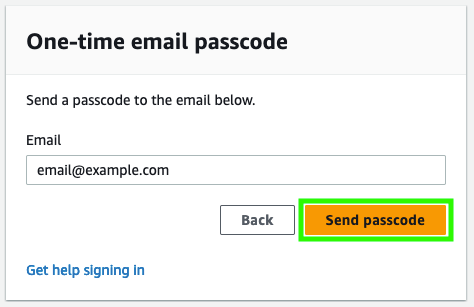 One-time email passcode
Send a passcode to the email below.
Email
email@example.com
Back
Send passcode
Get help signing in